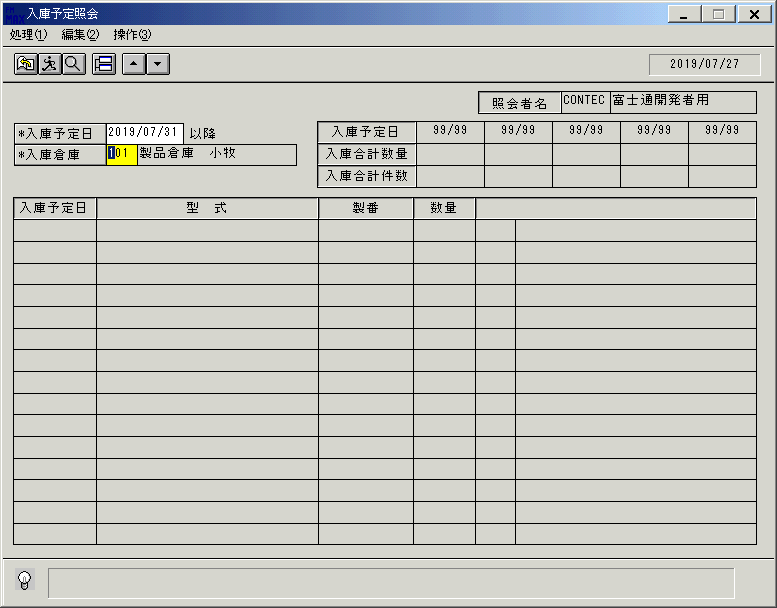 入庫予定照会
処理(1) 編集(2) 操作(3)
2019/07/27
照会者名 CONTEC 富士通開発者用
*入庫予定日 2019/07/31 以降
*入庫倉庫 101 製品倉庫 小牧
入庫予定日 99/99 99/99 99/99 99/99 99/99
入庫合計数量
入庫合計件数
入庫予定日 型 式 製番 数量